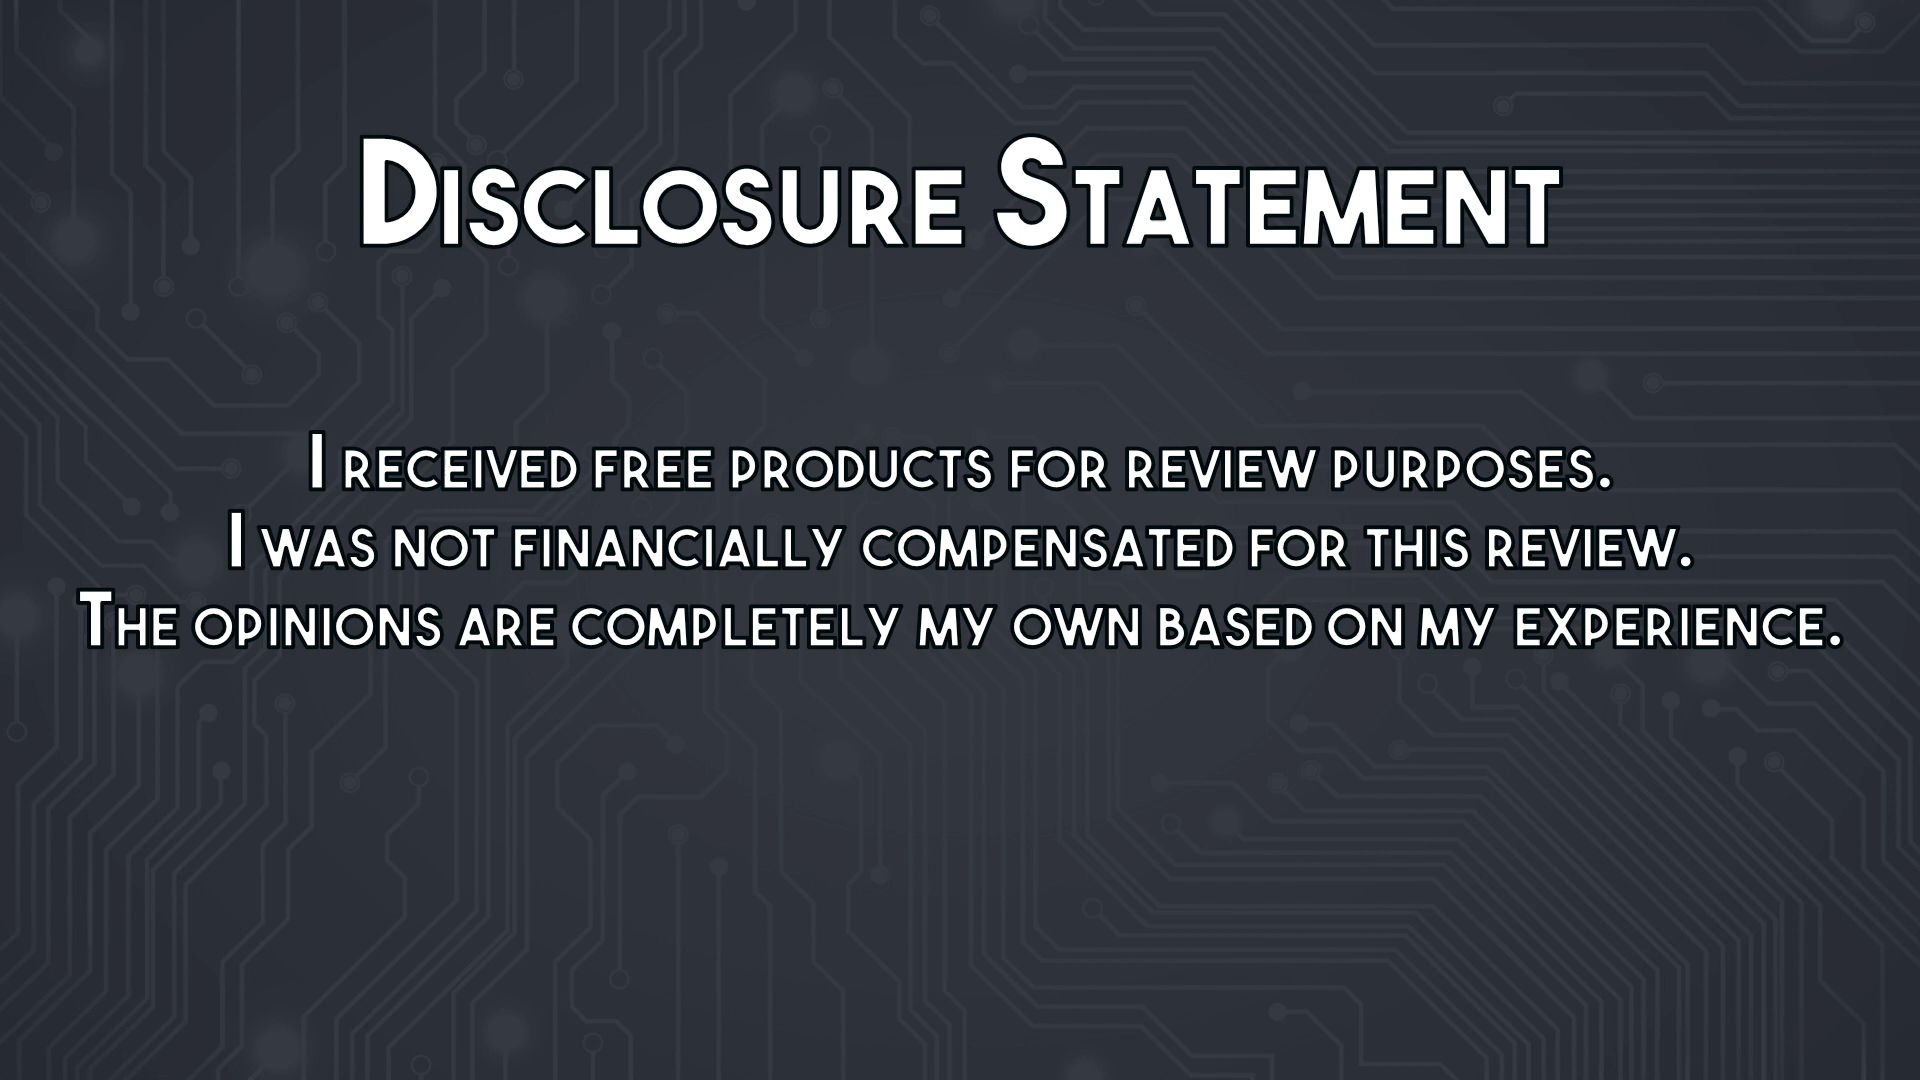 Disclosure Statement
I received free products for review purposes.
I was not financially compensated for this review.
The opinions are completely my own based on my experience.